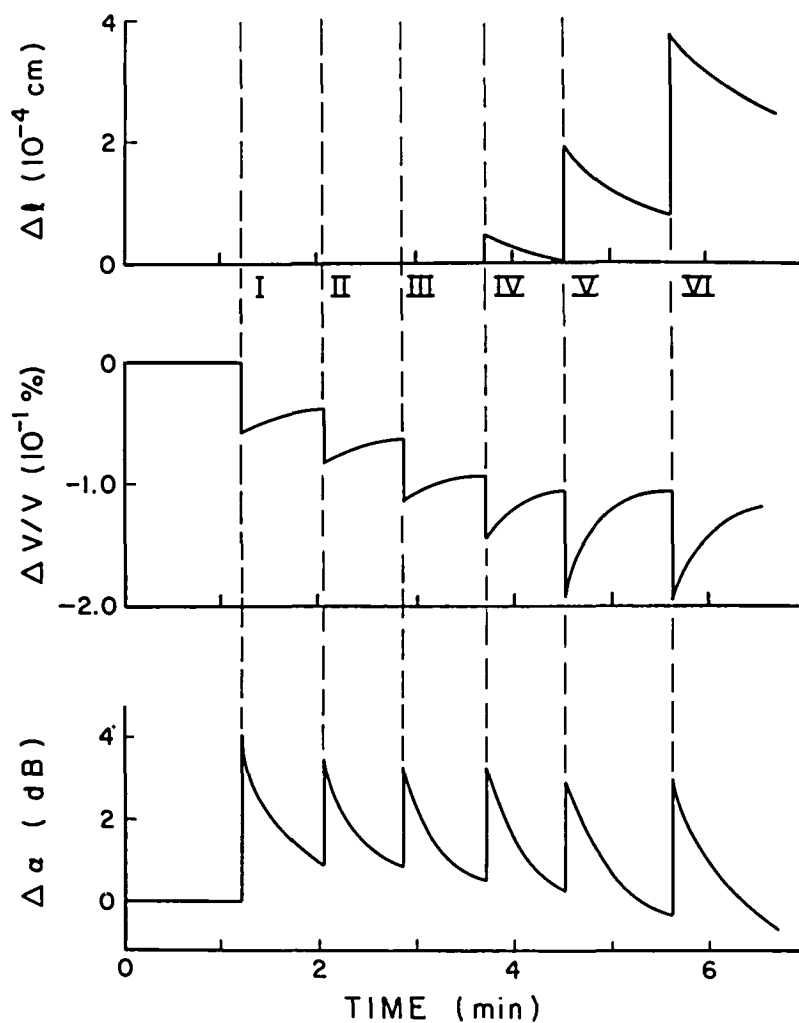 4
2
0
Δℓ (10⁻⁴ cm)
I II III IV V VI
0
-1.0
-2.0
ΔV/V (10⁻¹ %)
4
2
0
Δα (dB)
0 2 4 6
TIME (min)